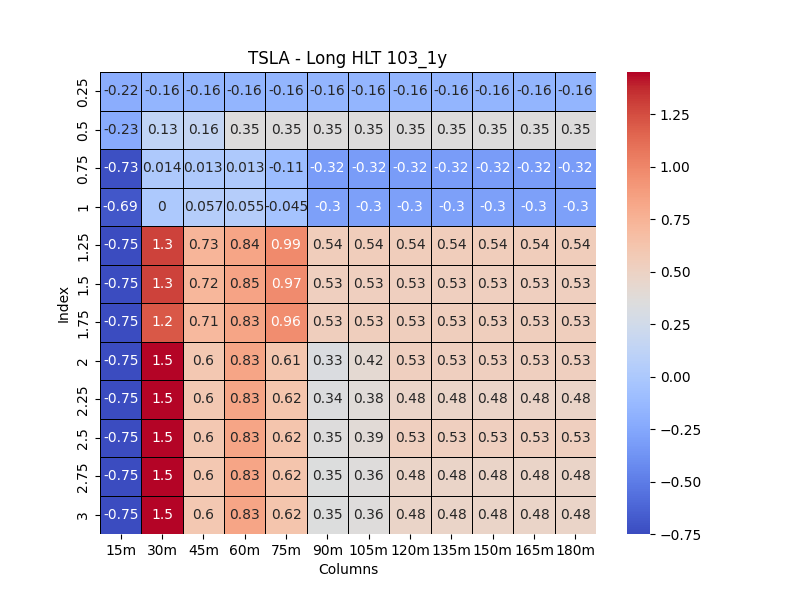 TSLA - Long HLT 103_1y
0.25 -0.22 -0.16 -0.16 -0.16 -0.16 -0.16 -0.16 -0.16 -0.16 -0.16 -0.16 -0.16
0.5 -0.23 0.13 0.16 0.35 0.35 0.35 0.35 0.35 0.35 0.35 0.35 0.35
0.75 -0.73 0.014 0.013 0.013 -0.11 -0.32 -0.32 -0.32 -0.32 -0.32 -0.32 -0.32
1 -0.69 0 0.057 0.055 -0.045 -0.3 -0.3 -0.3 -0.3 -0.3 -0.3 -0.3
1.25 -0.75 1.3 0.73 0.84 0.99 0.54 0.54 0.54 0.54 0.54 0.54 0.54
1.5 -0.75 1.3 0.72 0.85 0.97 0.53 0.53 0.53 0.53 0.53 0.53 0.53
1.75 -0.75 1.2 0.71 0.83 0.96 0.53 0.53 0.53 0.53 0.53 0.53 0.53
2 -0.75 1.5 0.6 0.83 0.61 0.33 0.42 0.53 0.53 0.53 0.53 0.53
2.25 -0.75 1.5 0.6 0.83 0.62 0.34 0.38 0.48 0.48 0.48 0.48 0.48
2.5 -0.75 1.5 0.6 0.83 0.62 0.35 0.39 0.53 0.53 0.53 0.53 0.53
2.75 -0.75 1.5 0.6 0.83 0.62 0.35 0.36 0.48 0.48 0.48 0.48 0.48
3 -0.75 1.5 0.6 0.83 0.62 0.35 0.36 0.48 0.48 0.48 0.48 0.48
15m 30m 45m 60m 75m 90m 105m 120m 135m 150m 165m 180m
Columns
Index
1.25
1.00
0.75
0.50
0.25
0.00
−0.25
−0.50
−0.75